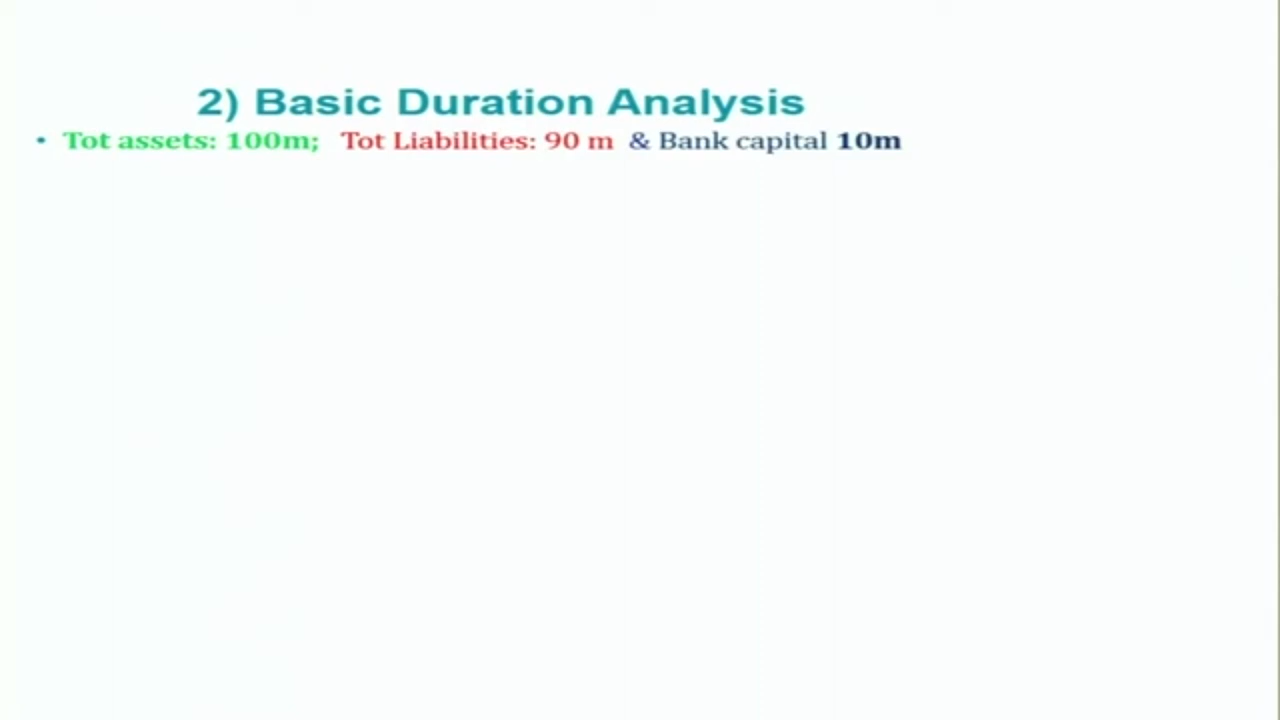 2) Basic Duration Analysis
• Tot assets: 100m; Tot Liabilities: 90 m & Bank capital 10m